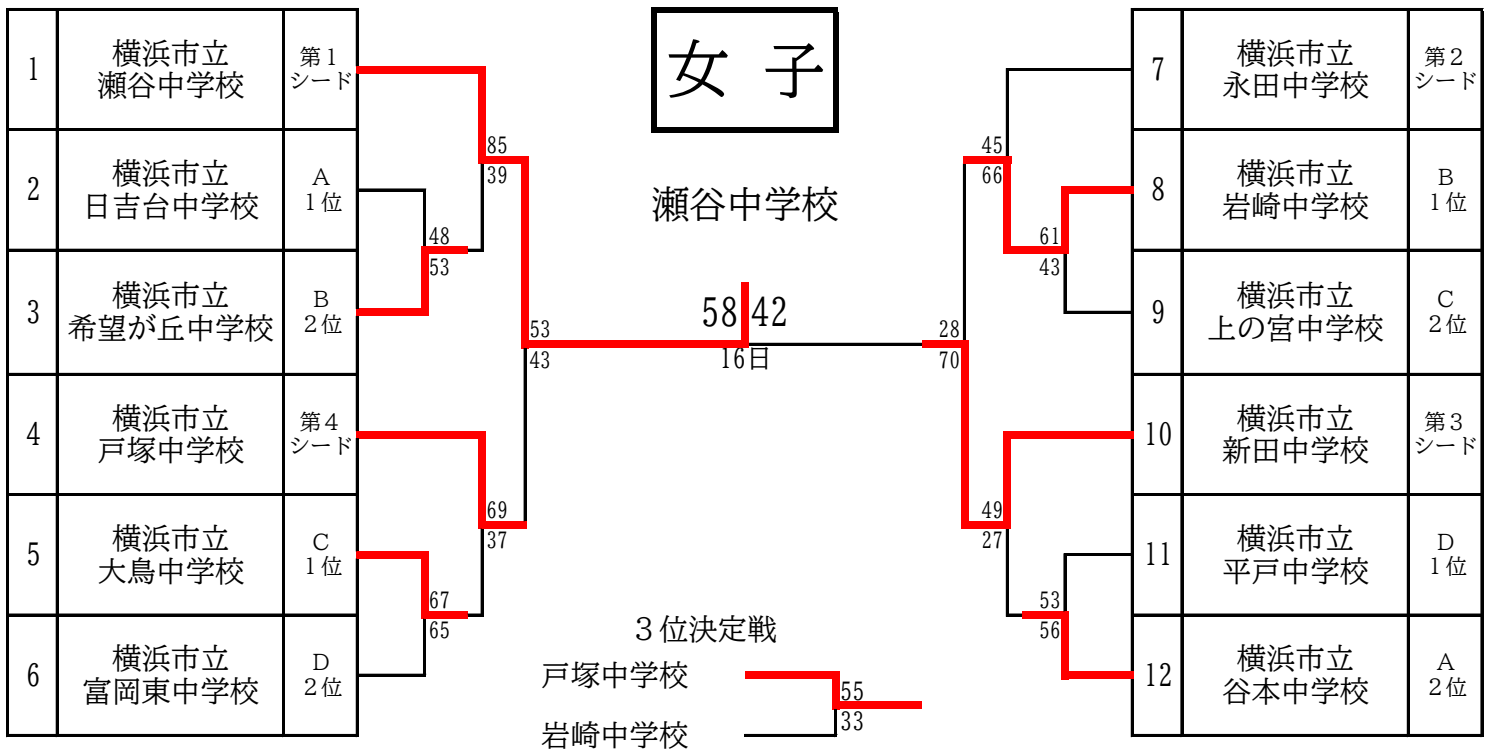 女 子
瀬谷中学校
1
横浜市立
瀬谷中学校
第1
シード
2
横浜市立
日吉台中学校
A
1位
3
横浜市立
希望が丘中学校
B
2位
4
横浜市立
戸塚中学校
第4
シード
5
横浜市立
大鳥中学校
C
1位
6
横浜市立
富岡東中学校
D
2位
85
39
48
53
53
43
69
37
67
65
58 42
16日
28
70
45
66
61
43
49
27
53
56
7
横浜市立
永田中学校
第2
シード
8
横浜市立
岩崎中学校
B
1位
9
横浜市立
上の宮中学校
C
2位
10
横浜市立
新田中学校
第3
シード
11
横浜市立
平戸中学校
D
1位
12
横浜市立
谷本中学校
A
2位
3位決定戦
戸塚中学校
岩崎中学校
55
33